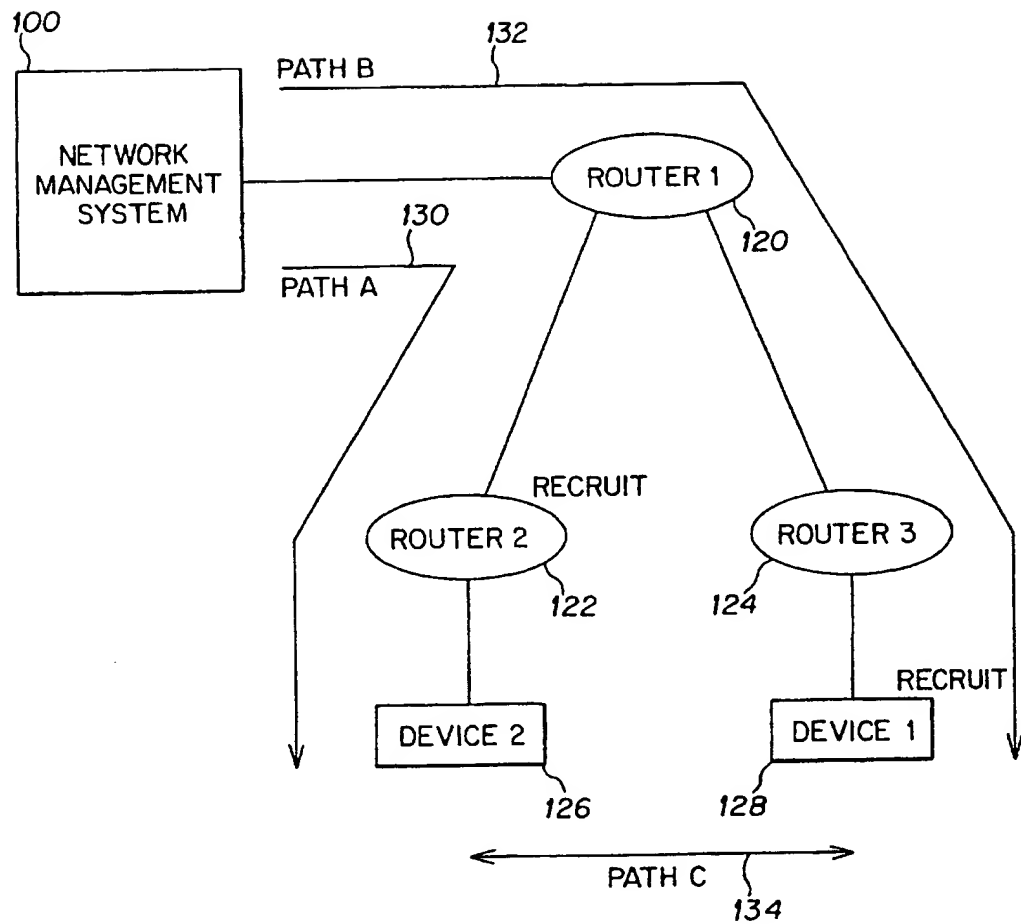 100
132
PATH B
NETWORK
MANAGEMENT
SYSTEM
ROUTER 1
130
120
PATH A
RECRUIT
ROUTER 2
ROUTER 3
122
124
RECRUIT
DEVICE 2
DEVICE 1
126
128
PATH C
134